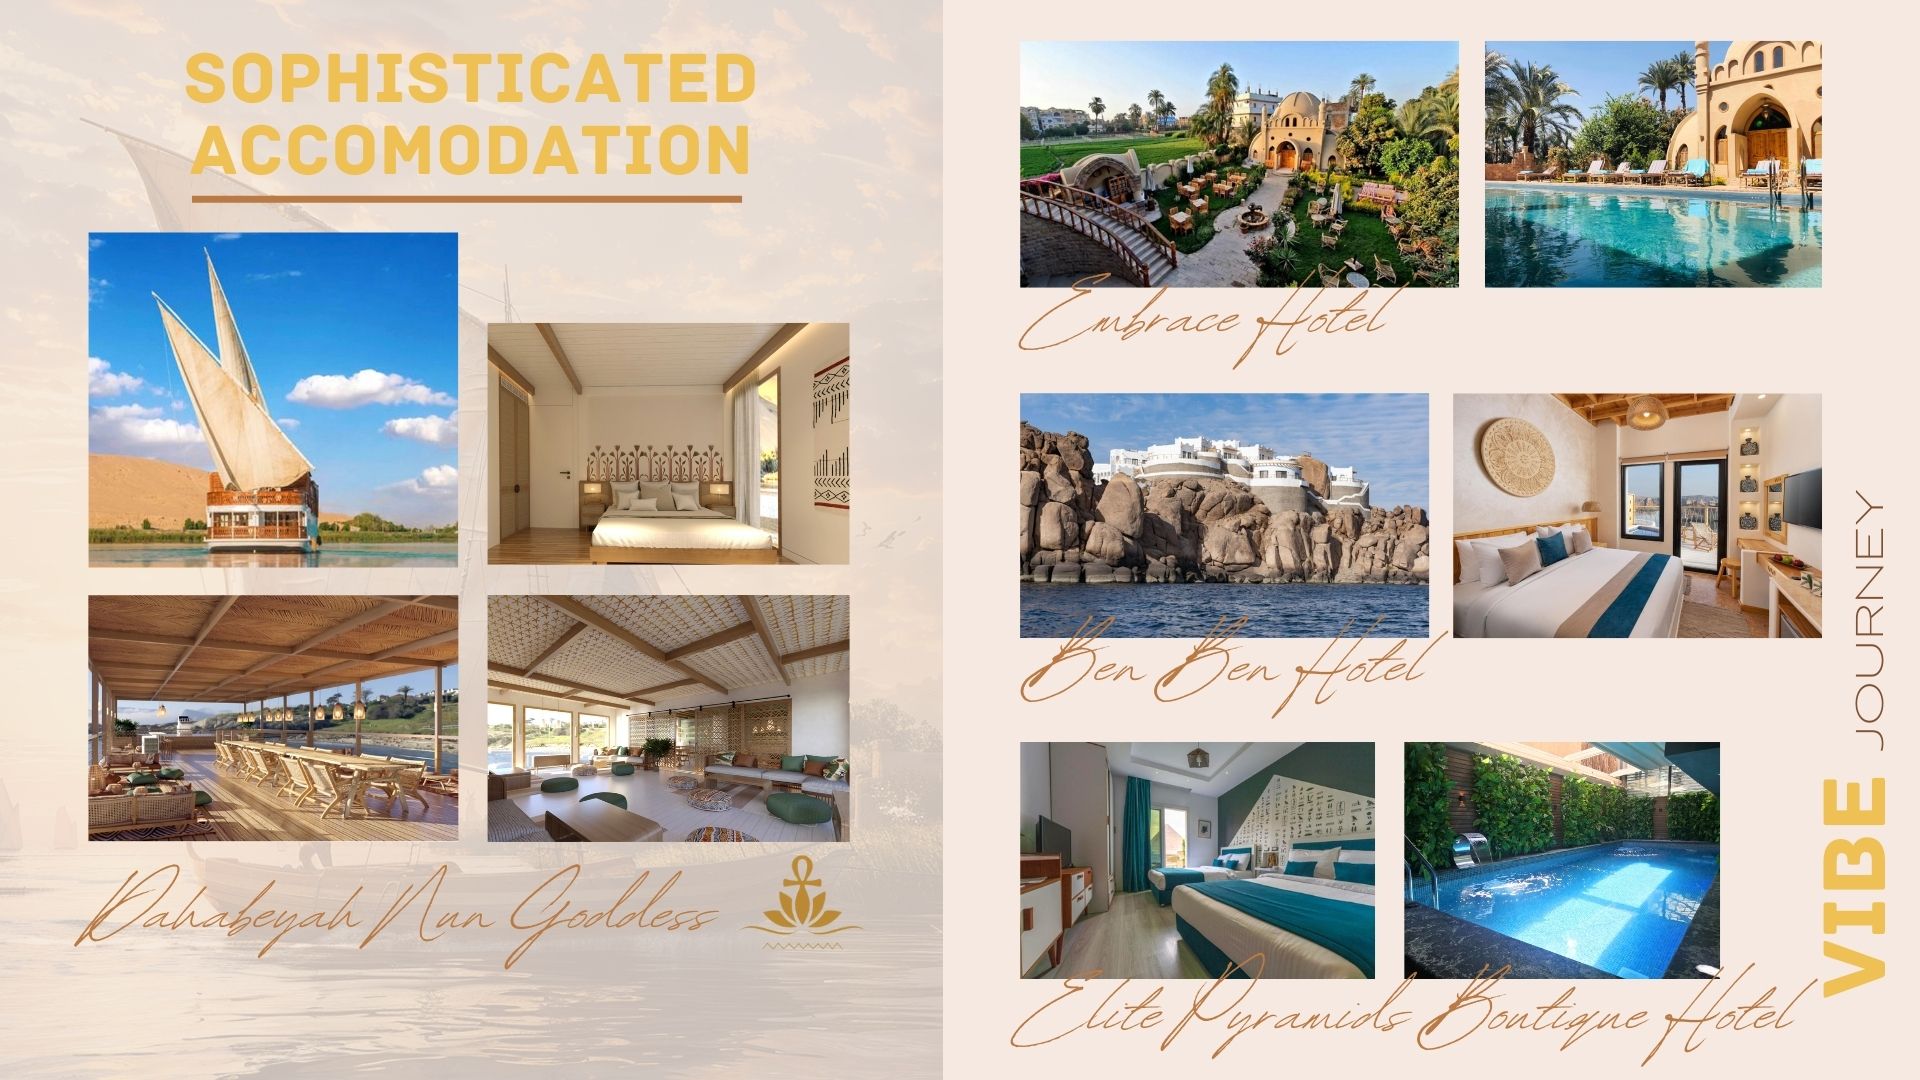 SOPHISTICATED
ACCOMODATION
Dahabeyah Nun Goddess
Embrace Hotel
Ben Ben Hotel
Elite Pyramids Boutique Hotel
VIBE JOURNEY